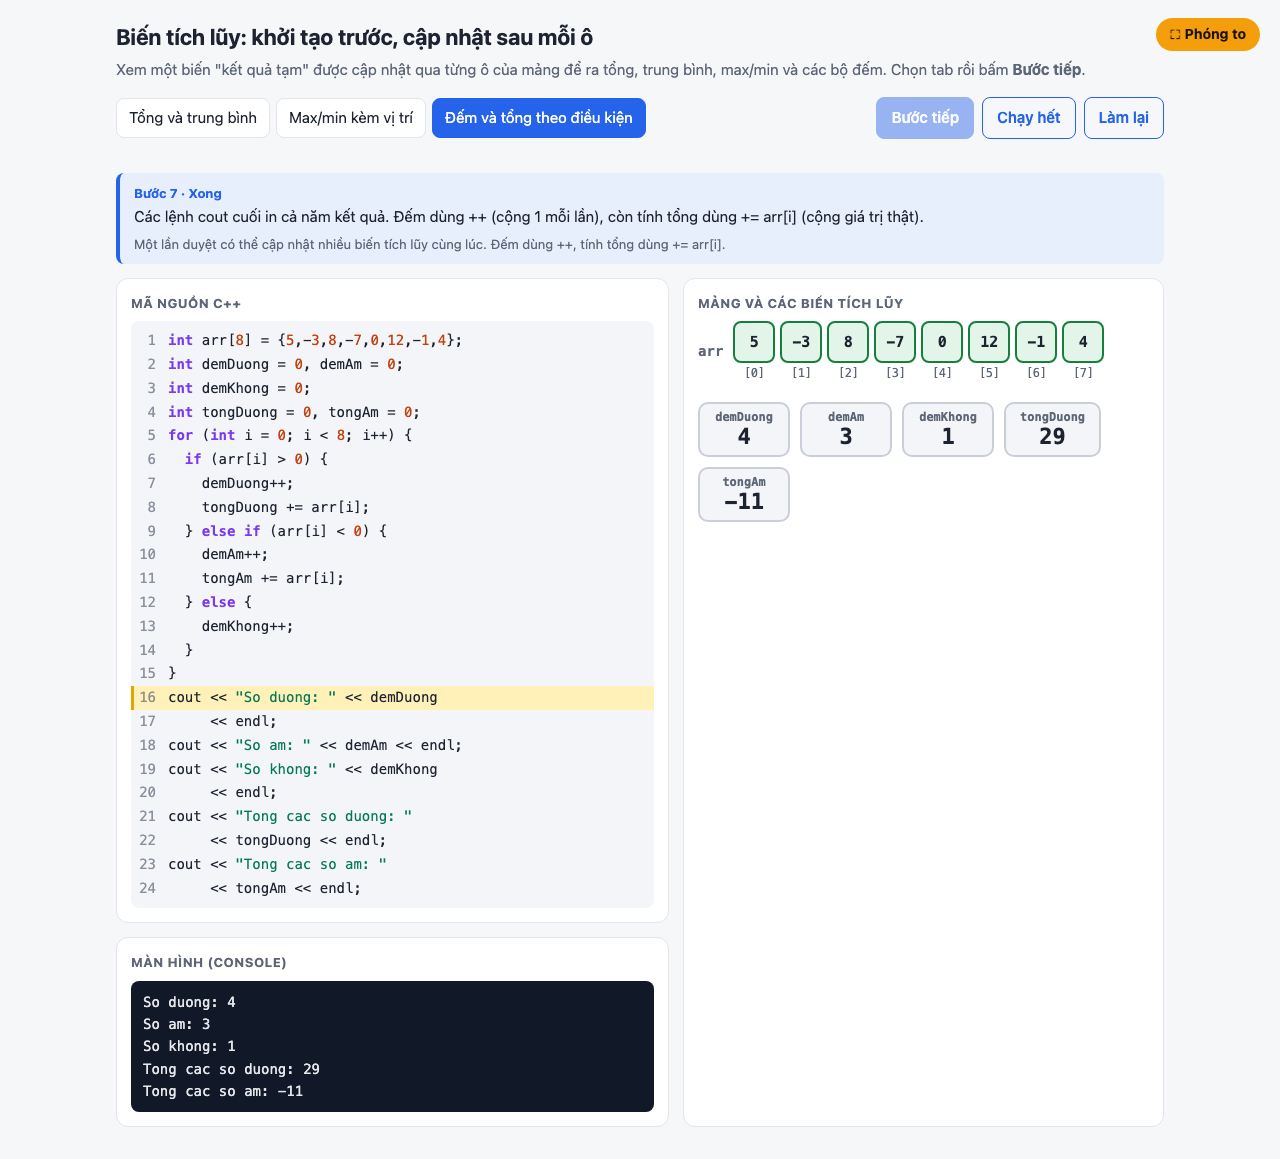 Biến tích lũy: khởi tạo trước, cập nhật sau mỗi ô
⛶ Phóng to
Xem một biến "kết quả tạm" được cập nhật qua từng ô của mảng để ra tổng, trung bình, max/min và các bộ đếm. Chọn tab rồi bấm Bước tiếp.
Tổng và trung bình
Max/min kèm vị trí
Đếm và tổng theo điều kiện
Bước tiếp
Chạy hết
Làm lại
Bước 7 · Xong
Các lệnh cout cuối in cả năm kết quả. Đếm dùng ++ (cộng 1 mỗi lần), còn tính tổng dùng += arr[i] (cộng giá trị thật).
Một lần duyệt có thể cập nhật nhiều biến tích lũy cùng lúc. Đếm dùng ++, tính tổng dùng += arr[i].
MÃ NGUỒN C++
1 int arr[8] = {5,-3,8,-7,0,12,-1,4};
2 int demDuong = 0, demAm = 0;
3 int demKhong = 0;
4 int tongDuong = 0, tongAm = 0;
5 for (int i = 0; i < 8; i++) {
6   if (arr[i] > 0) {
7     demDuong++;
8     tongDuong += arr[i];
9   } else if (arr[i] < 0) {
10     demAm++;
11     tongAm += arr[i];
12   } else {
13     demKhong++;
14   }
15 }
16 cout << "So duong: " << demDuong
17      << endl;
18 cout << "So am: " << demAm << endl;
19 cout << "So khong: " << demKhong
20      << endl;
21 cout << "Tong cac so duong: "
22      << tongDuong << endl;
23 cout << "Tong cac so am: "
24      << tongAm << endl;
MÀN HÌNH (CONSOLE)
So duong: 4
So am: 3
So khong: 1
Tong cac so duong: 29
Tong cac so am: -11
MẢNG VÀ CÁC BIẾN TÍCH LŨY
arr 5 -3 8 -7 0 12 -1 4
[0] [1] [2] [3] [4] [5] [6] [7]
demDuong demAm demKhong tongDuong
4 3 1 29
tongAm
-11